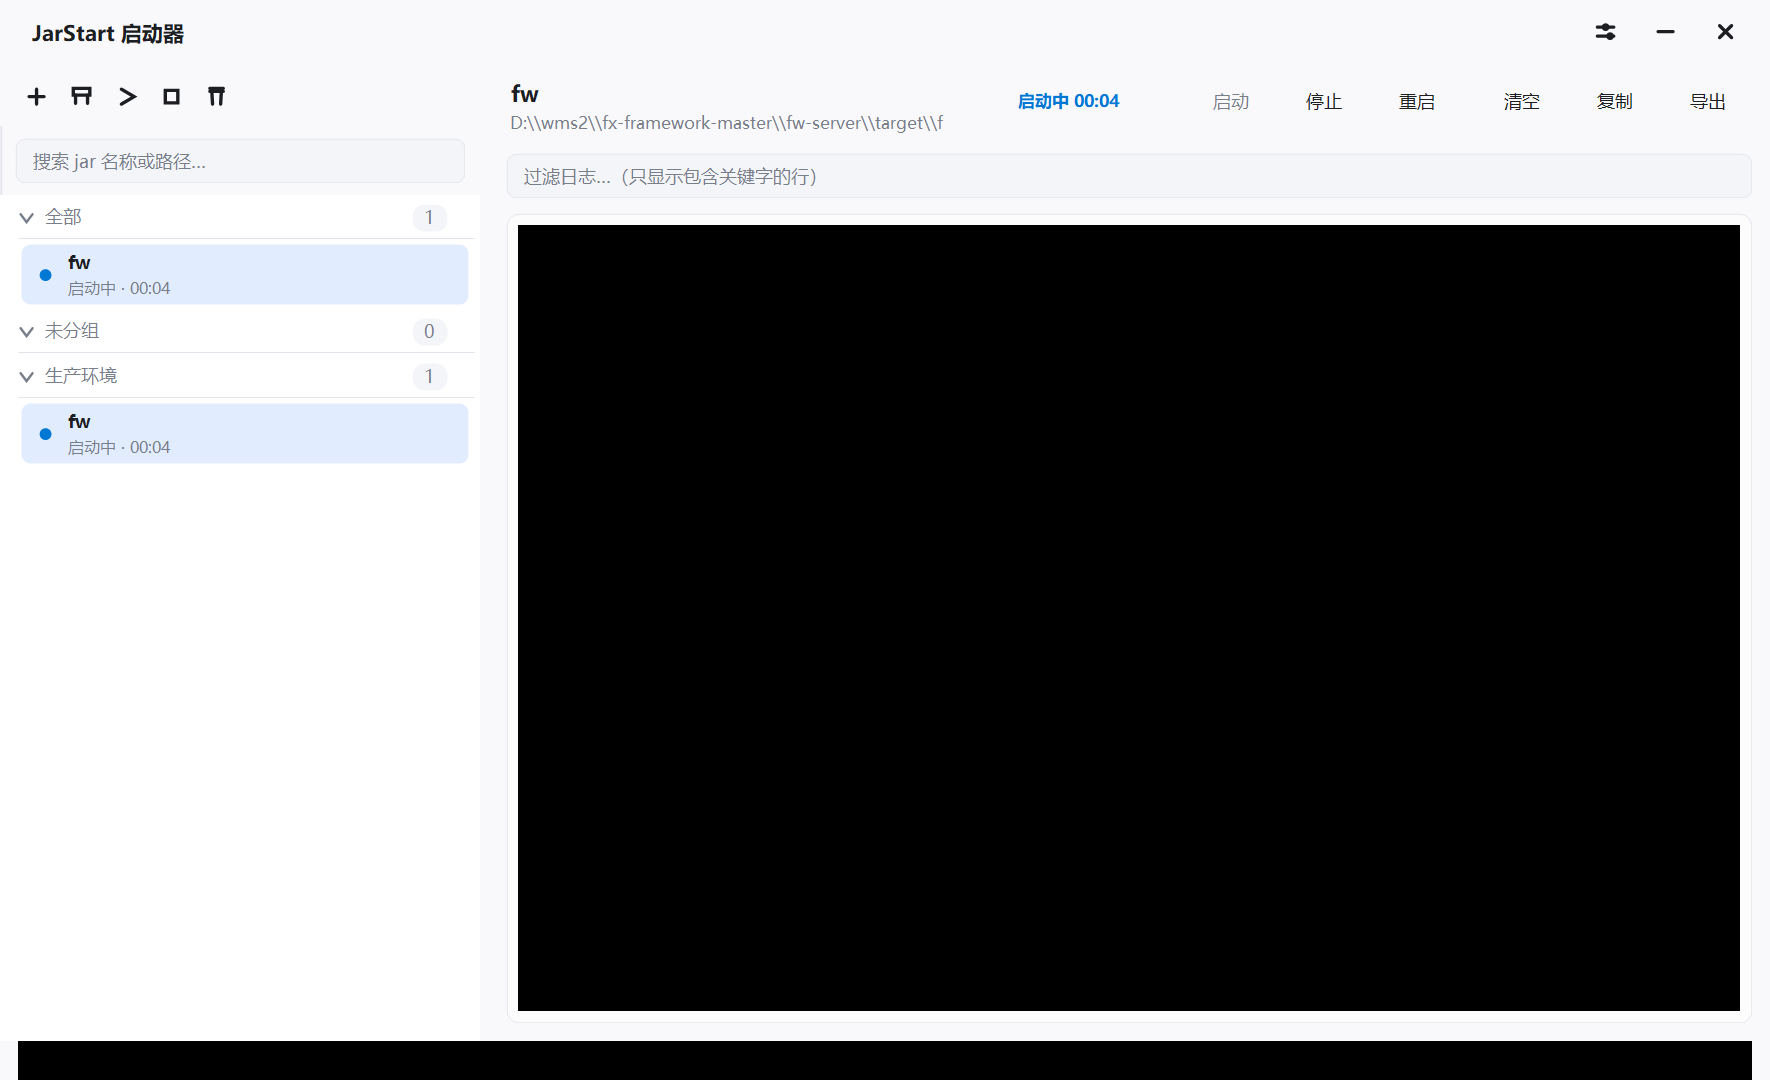 JarStart 启动器
搜索 jar 名称或路径...
全部 1
fw
启动中 · 00:04
未分组 0
生产环境 1
fw
启动中 · 00:04
fw
D:\\wms2\\fx-framework-master\\fw-server\\target\\f
启动中 00:04 启动 停止 重启 清空 复制 导出
过滤日志...（只显示包含关键字的行）